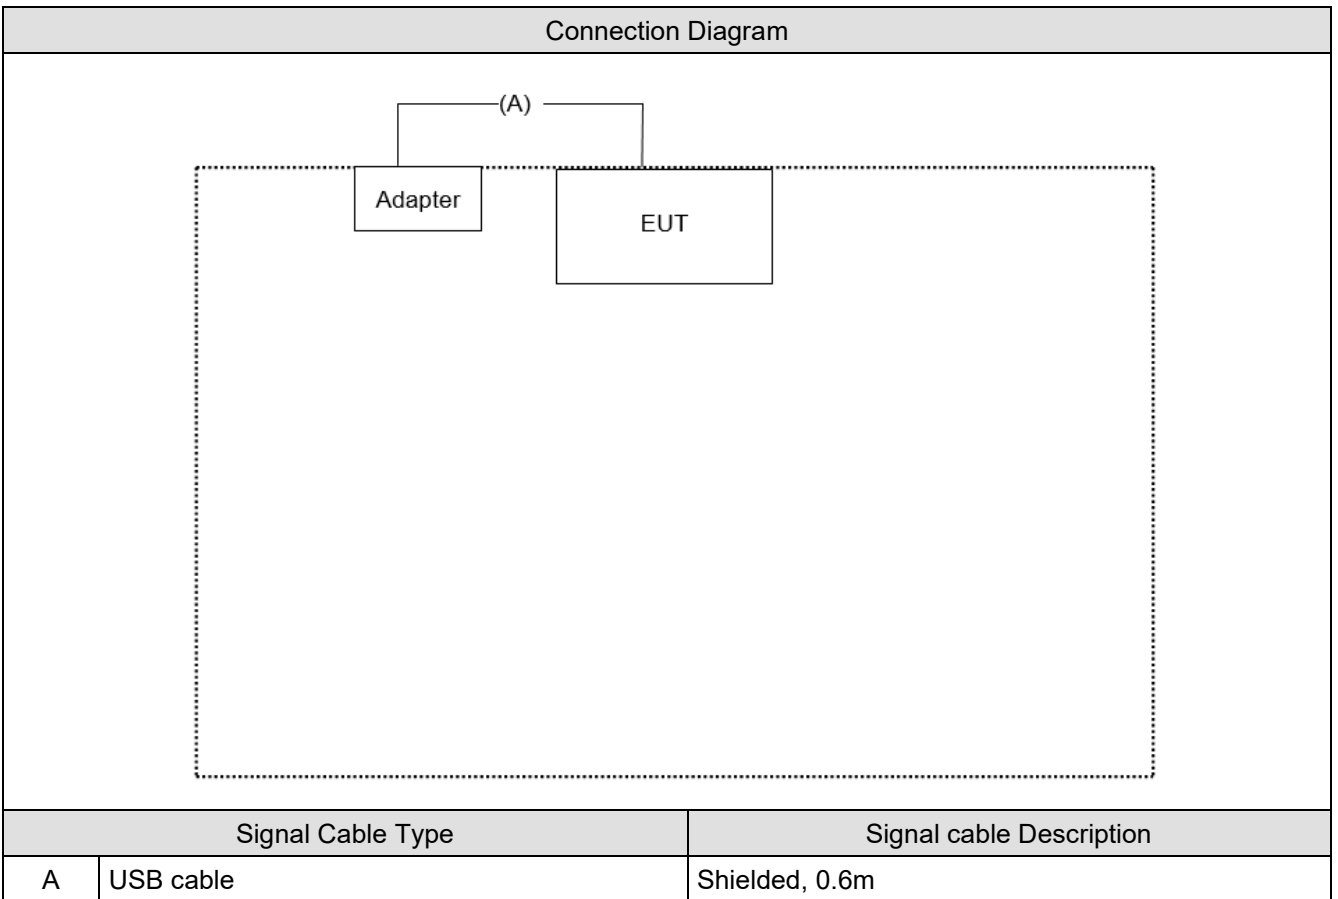 Connection Diagram
(A)
Adapter
EUT
Signal Cable Type Signal cable Description
A USB cable Shielded, 0.6m